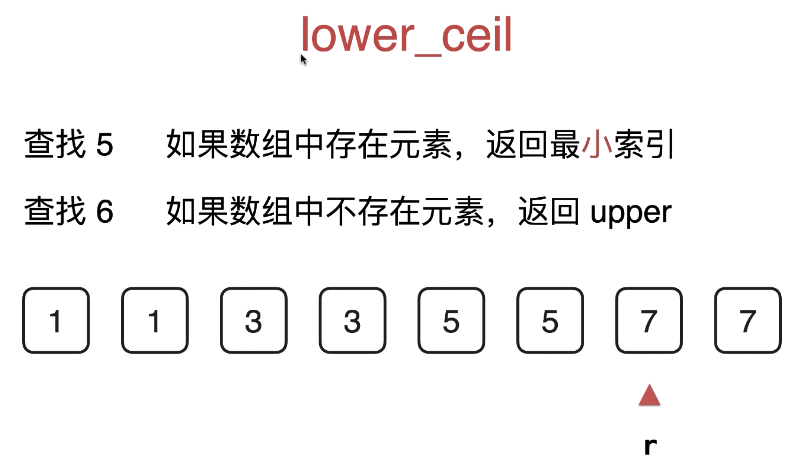 lower_ceil
查找 5 如果数组中存在元素，返回最小索引
查找 6 如果数组中不存在元素，返回 upper
1 1 3 3 5 5 7 7
r